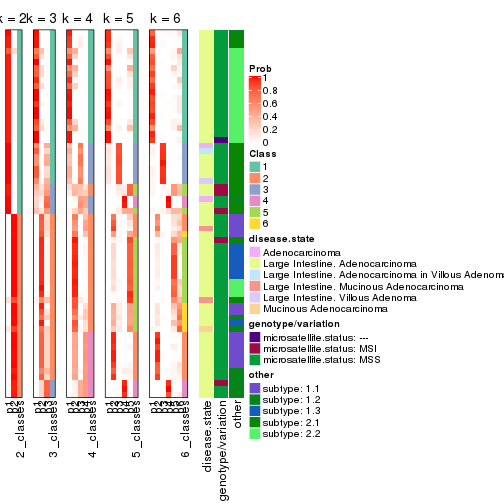 k = 2 k = 3 k = 4 k = 5 k = 6
Prob
1
0.8
0.6
0.4
0.2
0
Class
1
2
3
4
5
6
disease.state
Adenocarcinoma
Large Intestine. Adenocarcinoma
Large Intestine. Adenocarcinoma in Villous Adenom
Large Intestine. Mucinous Adenocarcinoma
Large Intestine. Villous Adenoma
Mucinous Adenocarcinoma
genotype/variation
microsatellite.status: ---
microsatellite.status: MSI
microsatellite.status: MSS
other
subtype: 1.1
subtype: 1.2
subtype: 1.3
subtype: 2.1
subtype: 2.2
2_classes
3_classes
4_classes
5_classes
6_classes
disease.state
genotype/variation
other